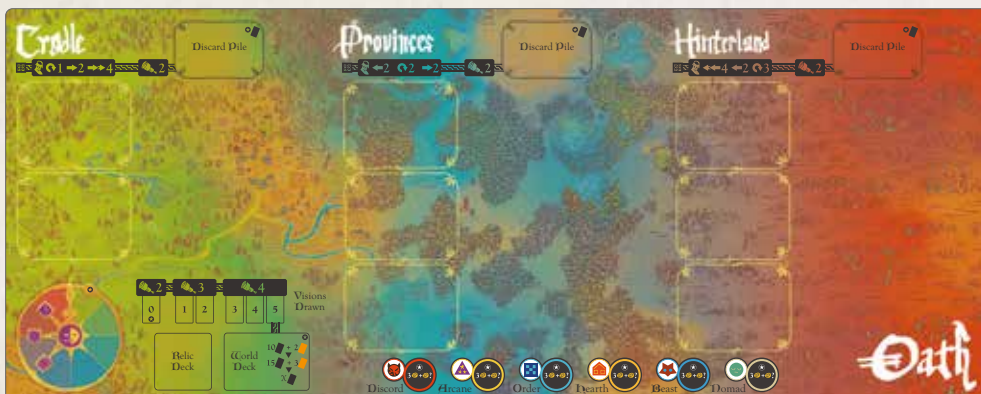 Cradle
Discard Pile
1 2 4 2
Provinces
Discard Pile
2 2 2 2
Hinterland
Discard Pile
4 2 3 2
2 3 4
0 1 2 3 4 5
Visions
Drawn
Relic
Deck
World
Deck
10 + 2
15 + 3
X
Discord Arcane Order Hearth Beast Nomad
Oath